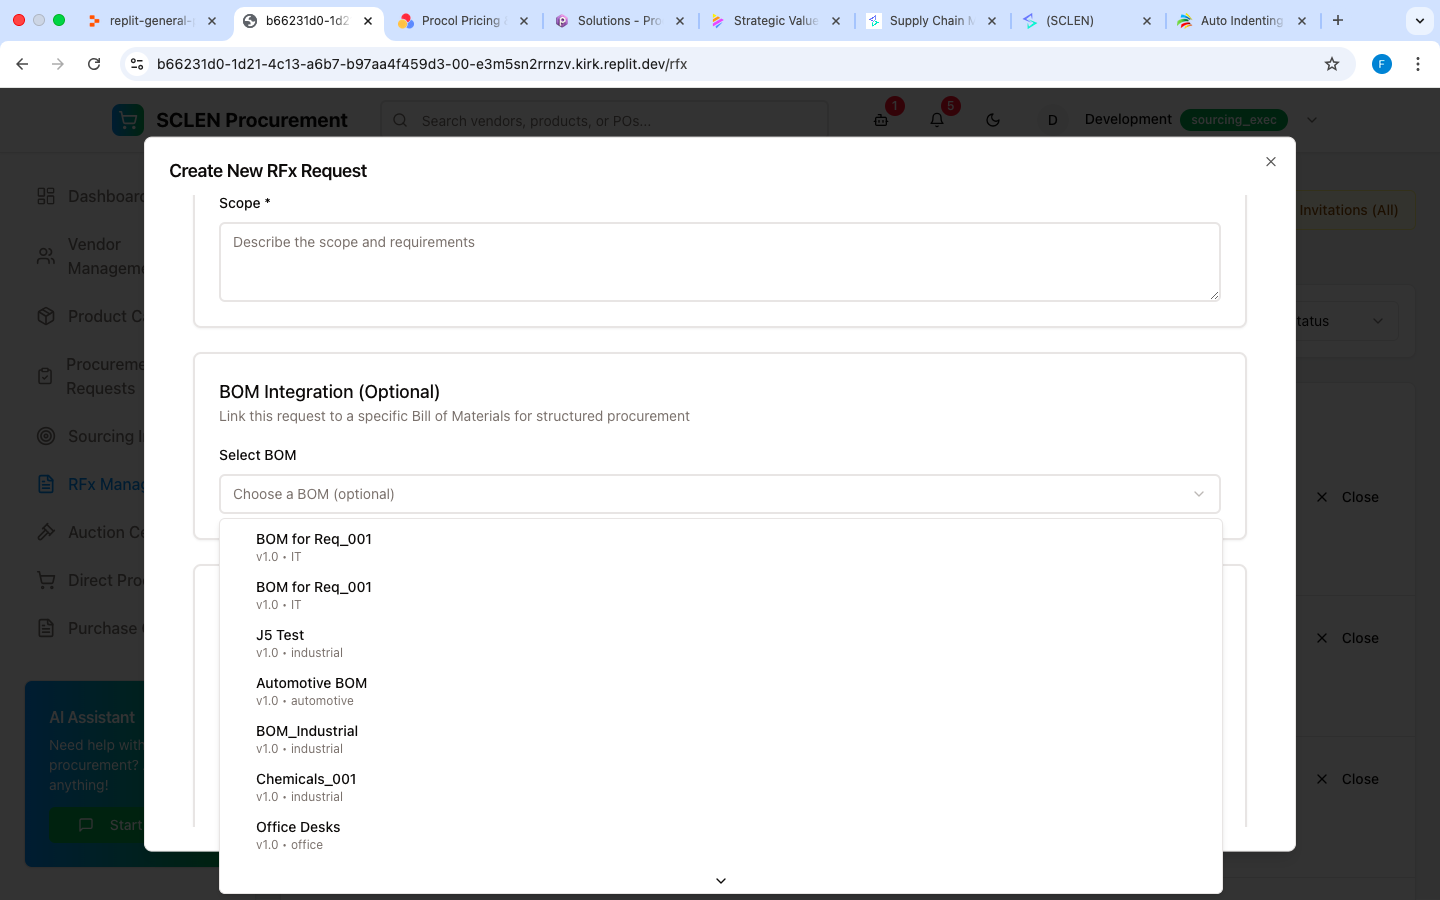 replit-general-
b66231d0-1d2
Procol Pricing
Solutions - Pro
Strategic Value
Supply Chain M
(SCLEN)
Auto Indenting
b66231d0-1d21-4c13-a6b7-b97aa4f459d3-00-e3m5sn2rrnzv.kirk.replit.dev/rfx
F
SCLEN Procurement
Search vendors, products, or POs...
1
5
D
Development
sourcing_exec
Create New RFx Request
Dashboard
Vendor
Management
Product C
Procurement
Requests
Sourcing I
RFx Manag
Auction Ce
Direct Pro
Purchase
AI Assistant
Need help with
procurement?
anything!
Start
Invitations (All)
tatus
Close
Close
Close
Scope *
Describe the scope and requirements
BOM Integration (Optional)
Link this request to a specific Bill of Materials for structured procurement
Select BOM
Choose a BOM (optional)
BOM for Req_001
v1.0 • IT
BOM for Req_001
v1.0 • IT
J5 Test
v1.0 • industrial
Automotive BOM
v1.0 • automotive
BOM_Industrial
v1.0 • industrial
Chemicals_001
v1.0 • industrial
Office Desks
v1.0 • office